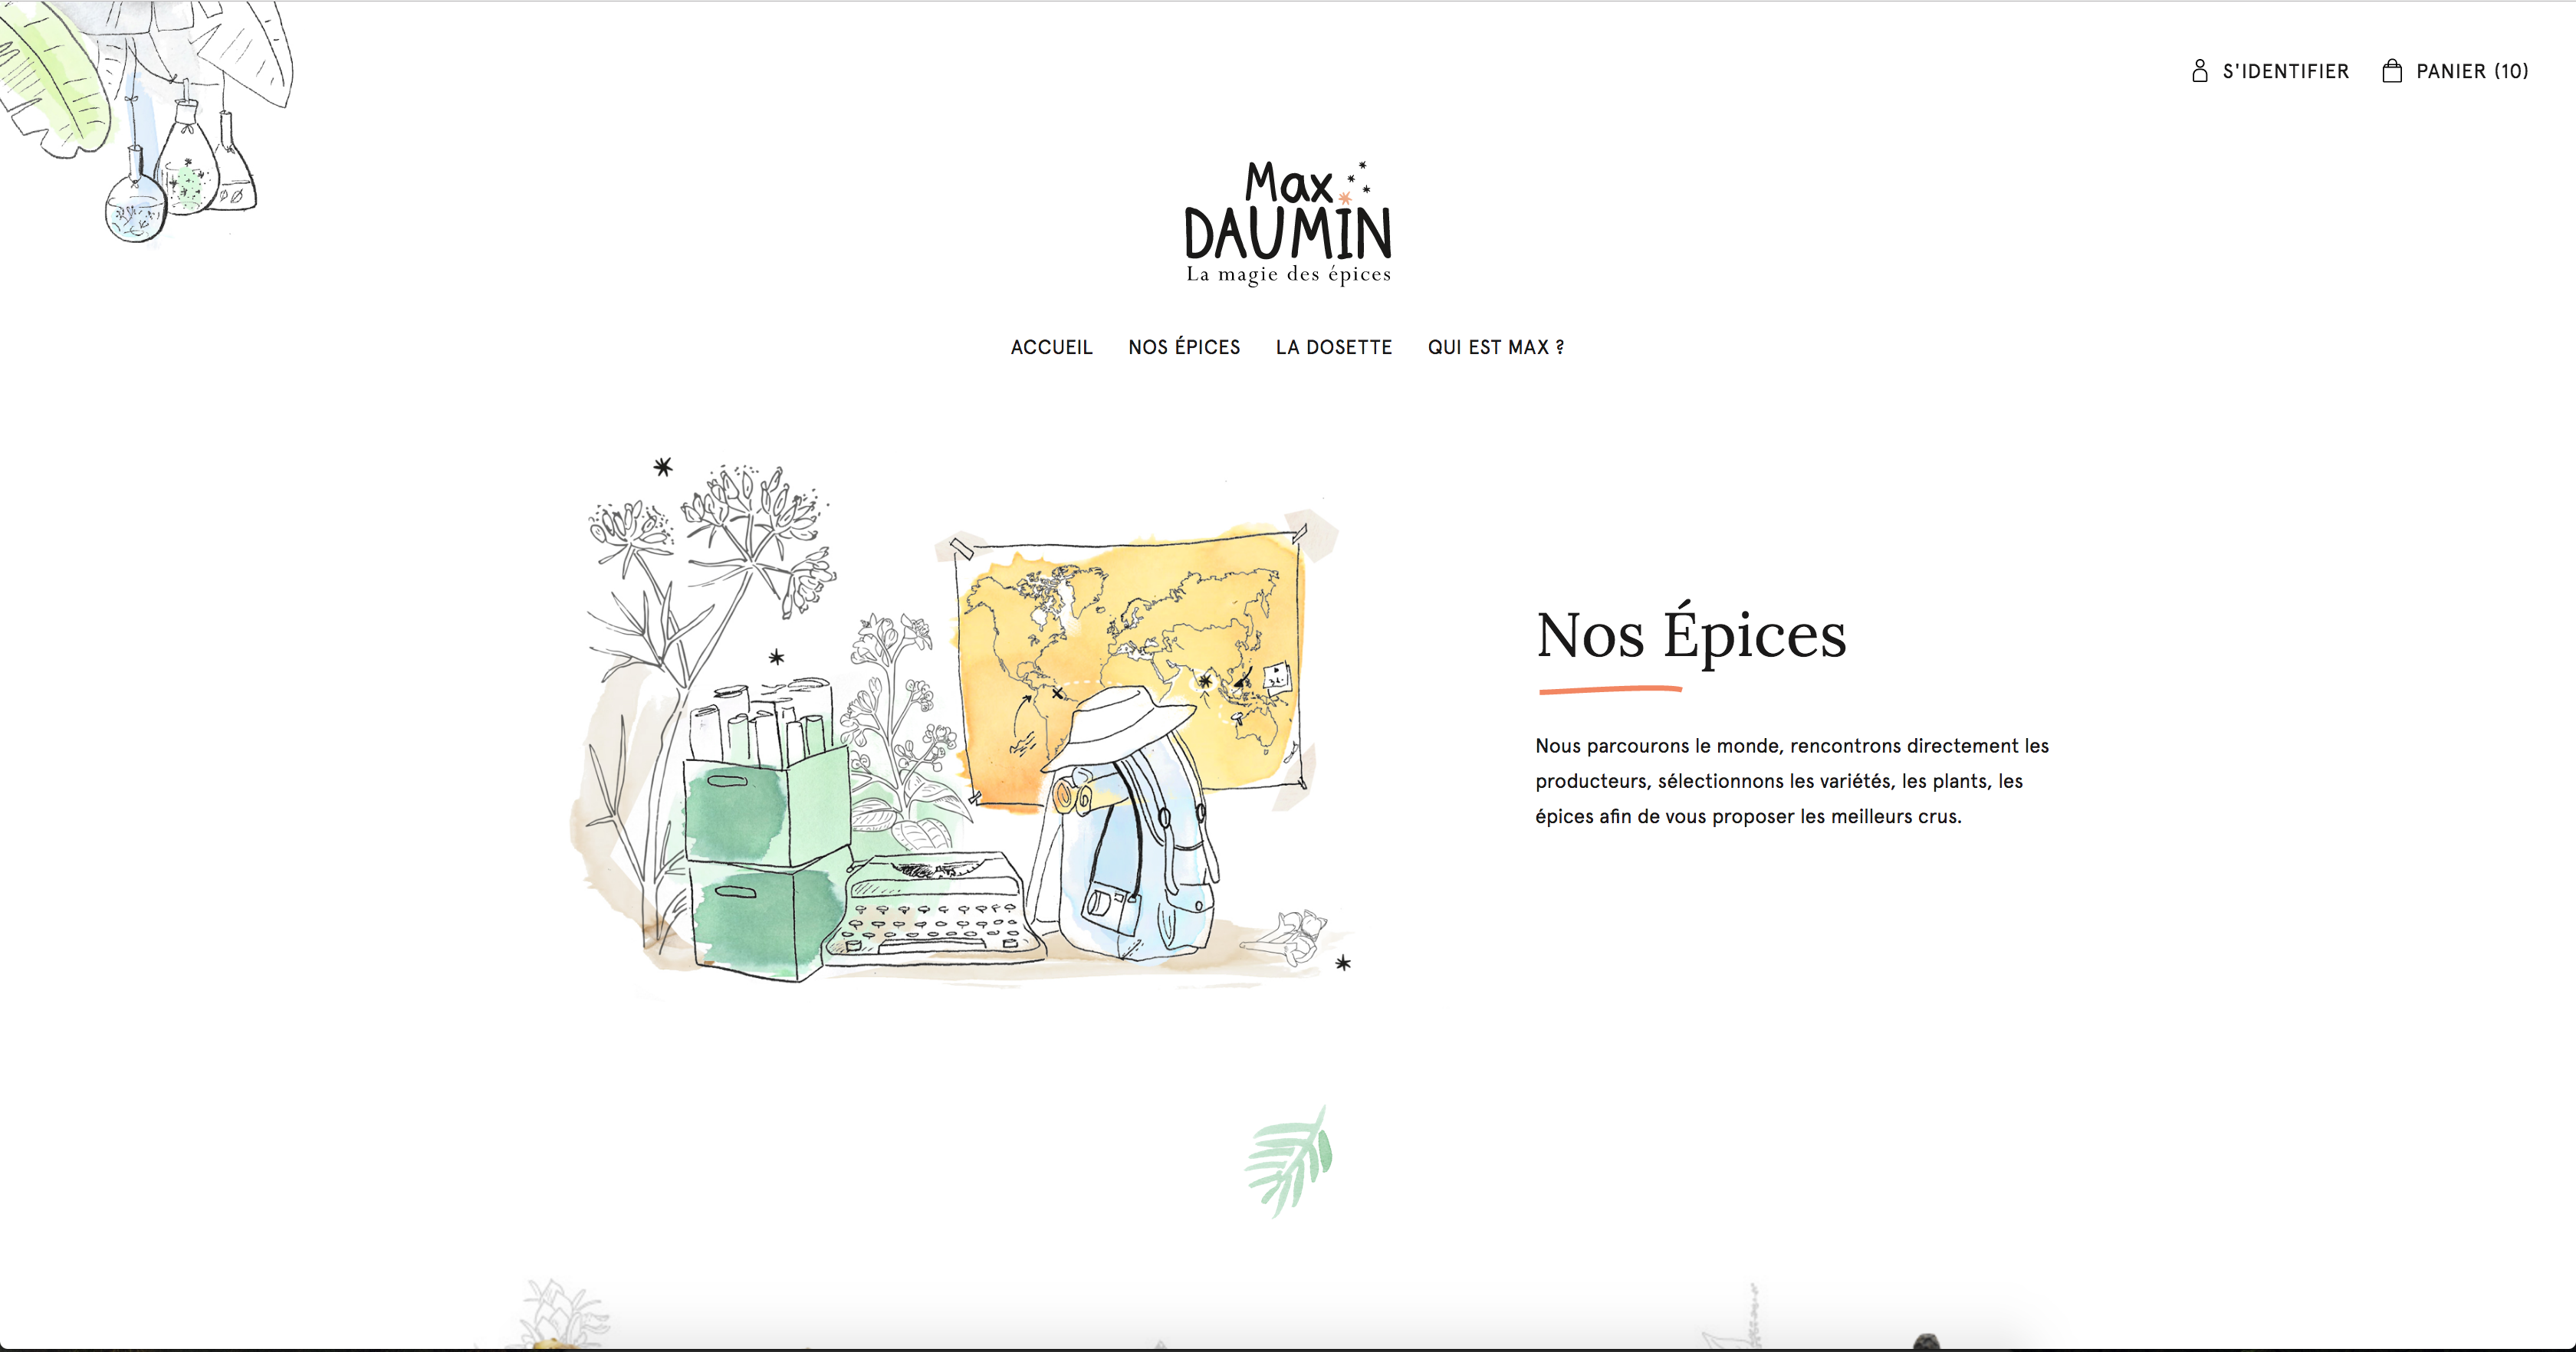 S'IDENTIFIER
PANIER (10)
Max
DAUMIN
La magie des épices
ACCUEIL
NOS ÉPICES
LA DOSETTE
QUI EST MAX ?
Nos Épices
Nous parcourons le monde, rencontrons directement les
producteurs, sélectionnons les variétés, les plants, les
épices afin de vous proposer les meilleurs crus.